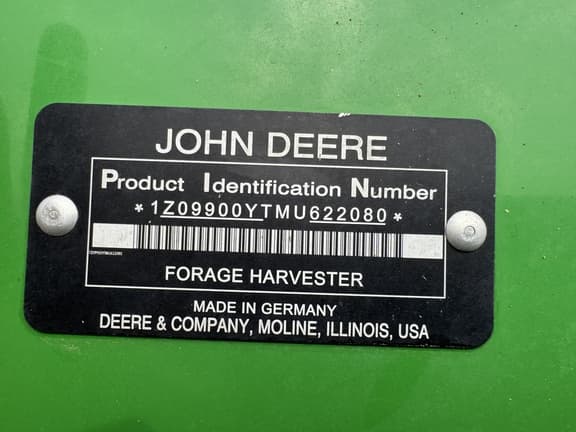 JOHN DEERE
Product Identification Number
*1Z09900YTMU622080*
FORAGE HARVESTER
MADE IN GERMANY
DEERE & COMPANY, MOLINE, ILLINOIS, USA